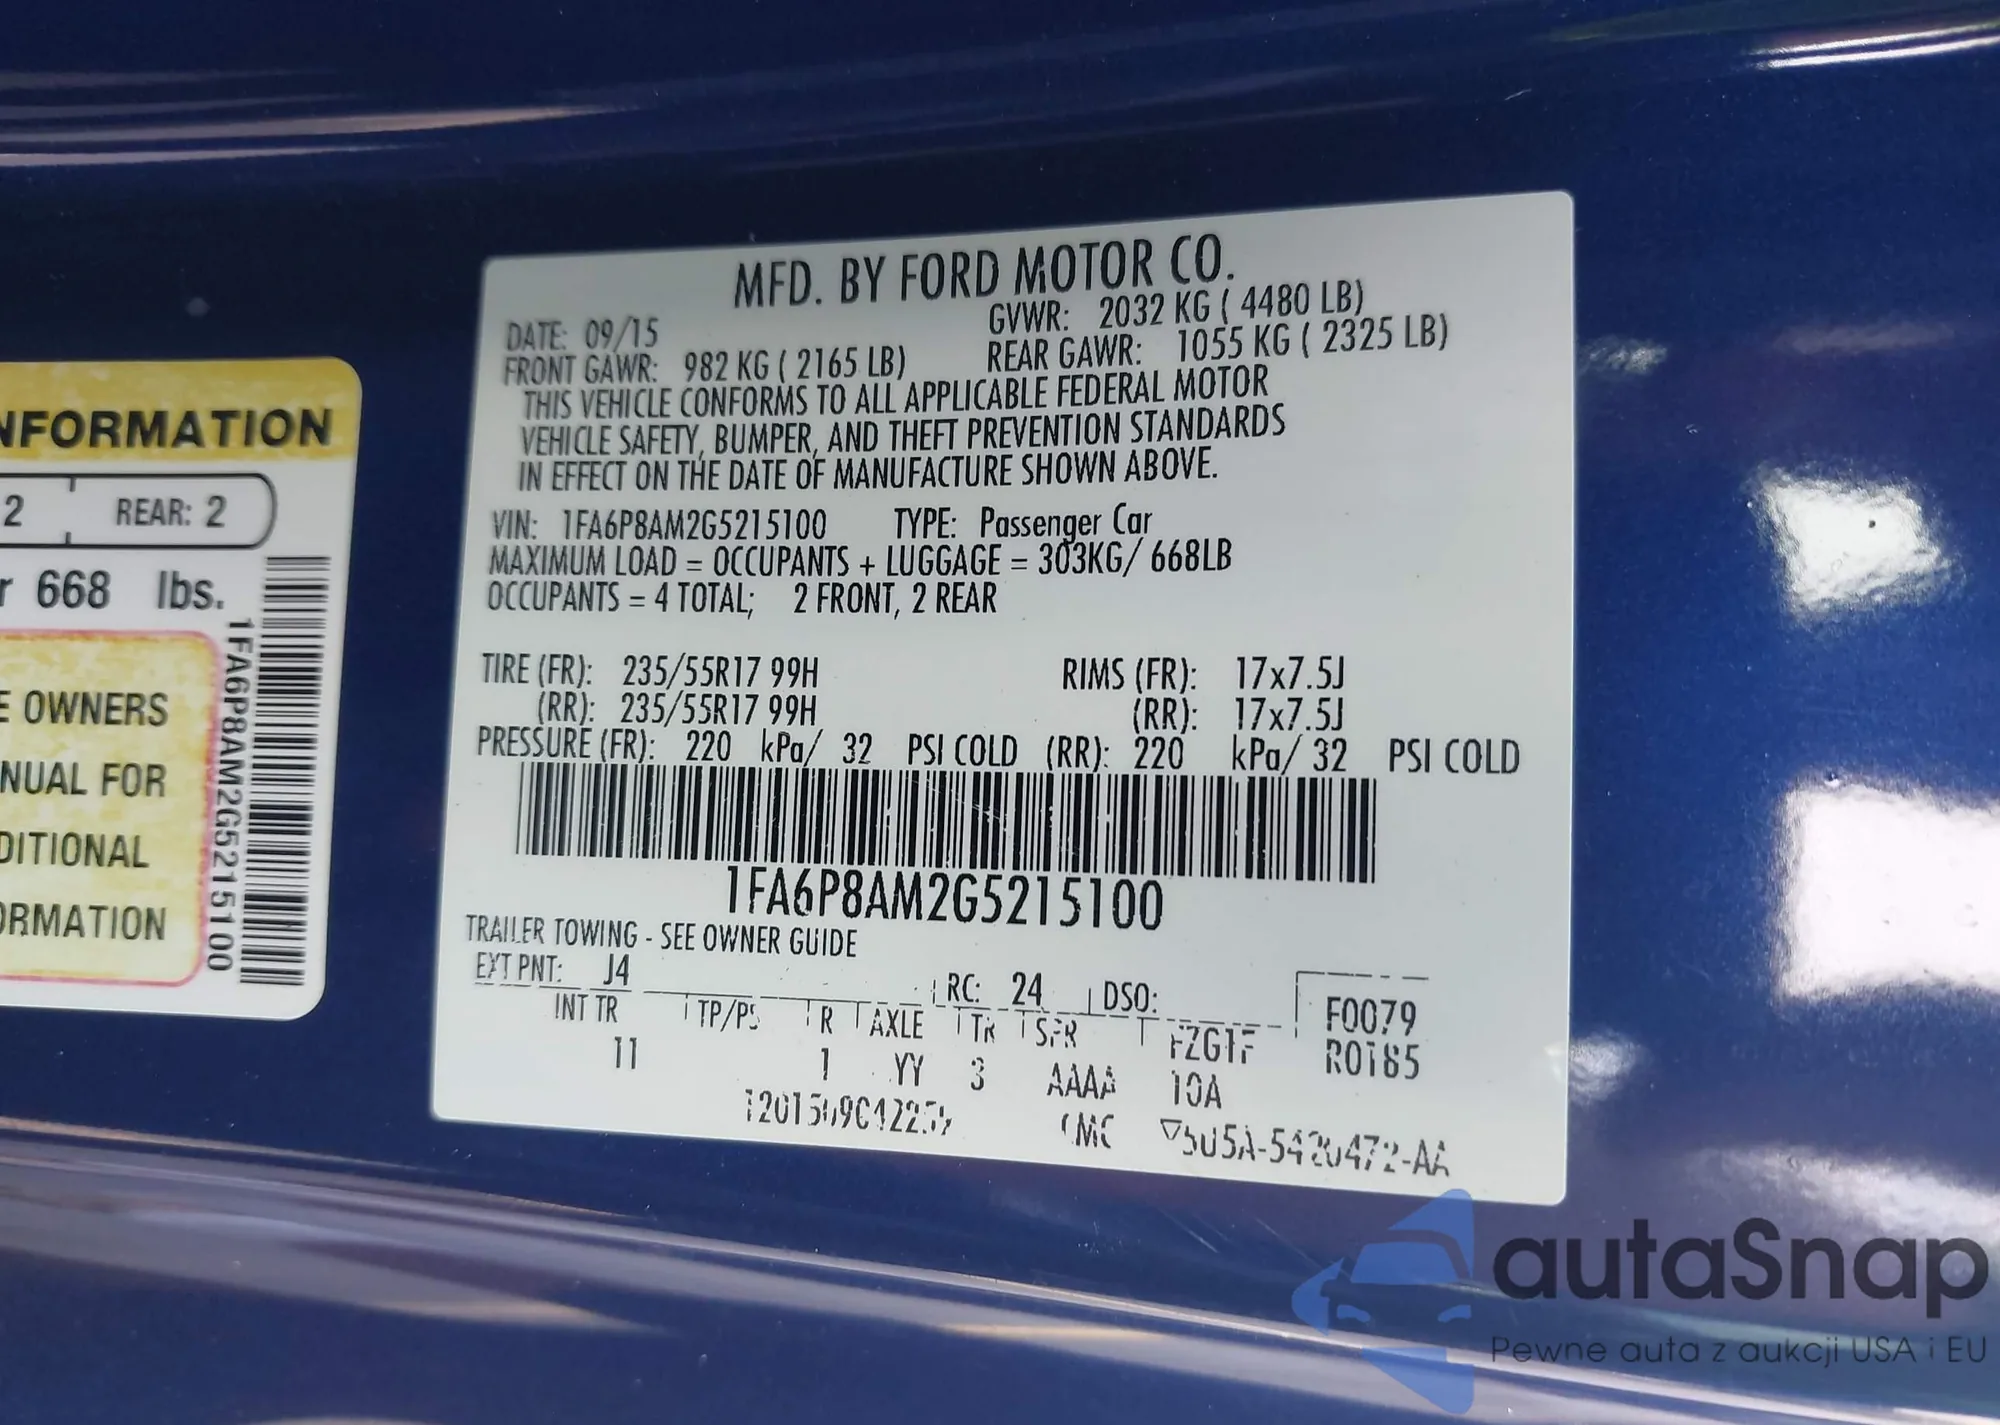 NFORMATION
2 REAR: 2
r 668 lbs.
E OWNERS
NUAL FOR
DITIONAL
ORMATION
1FA6P8AM2G5215100
MFD. BY FORD MOTOR CO.
DATE: 09/15 GVWR: 2032 KG ( 4480 LB)
FRONT GAWR: 982 KG ( 2165 LB) REAR GAWR: 1055 KG ( 2325 LB)
THIS VEHICLE CONFORMS TO ALL APPLICABLE FEDERAL MOTOR
VEHICLE SAFETY, BUMPER, AND THEFT PREVENTION STANDARDS
IN EFFECT ON THE DATE OF MANUFACTURE SHOWN ABOVE.
VIN: 1FA6P8AM2G5215100 TYPE: Passenger Car
MAXIMUM LOAD = OCCUPANTS + LUGGAGE = 303KG/ 668LB
OCCUPANTS = 4 TOTAL; 2 FRONT, 2 REAR
TIRE (FR): 235/55R17 99H RIMS (FR): 17x7.5J
(RR): 235/55R17 99H (RR): 17x7.5J
PRESSURE (FR): 220 kPa/ 32 PSI COLD (RR): 220 kPa/ 32 PSI COLD
1FA6P8AM2G5215100
TRAILER TOWING - SEE OWNER GUIDE
EXT PNT: J4 RC: 24 DSO: F0079
INT TR TP/PS R AXLE TR SPR R0185
11 1 YY 3 AAAA 10A
autaSnap
Pewne auta z aukcji USA i EU